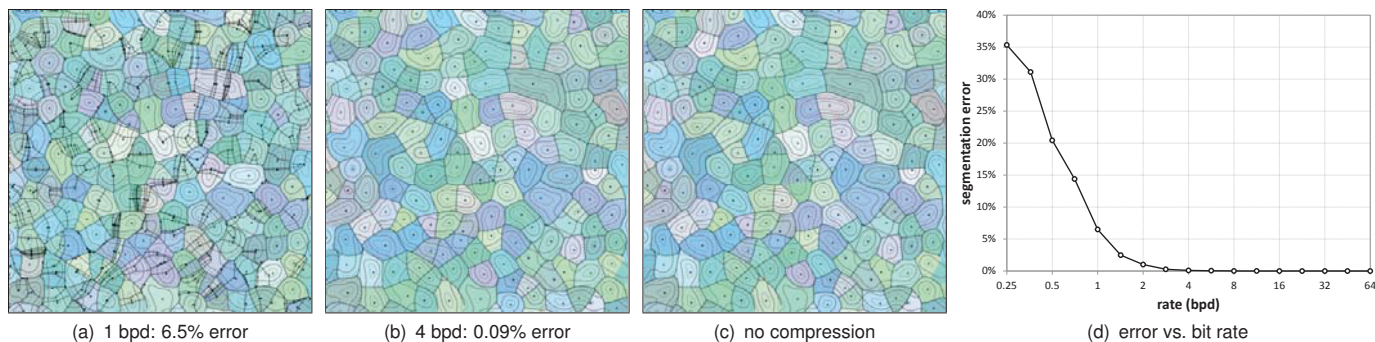 40%
35%
30%
25%
20%
15%
10%
5%
0%
segmentation error
0.25 0.5 1 2 4 8 16 32 64
rate (bpd)
(a) 1 bpd: 6.5% error
(b) 4 bpd: 0.09% error
(c) no compression
(d) error vs. bit rate